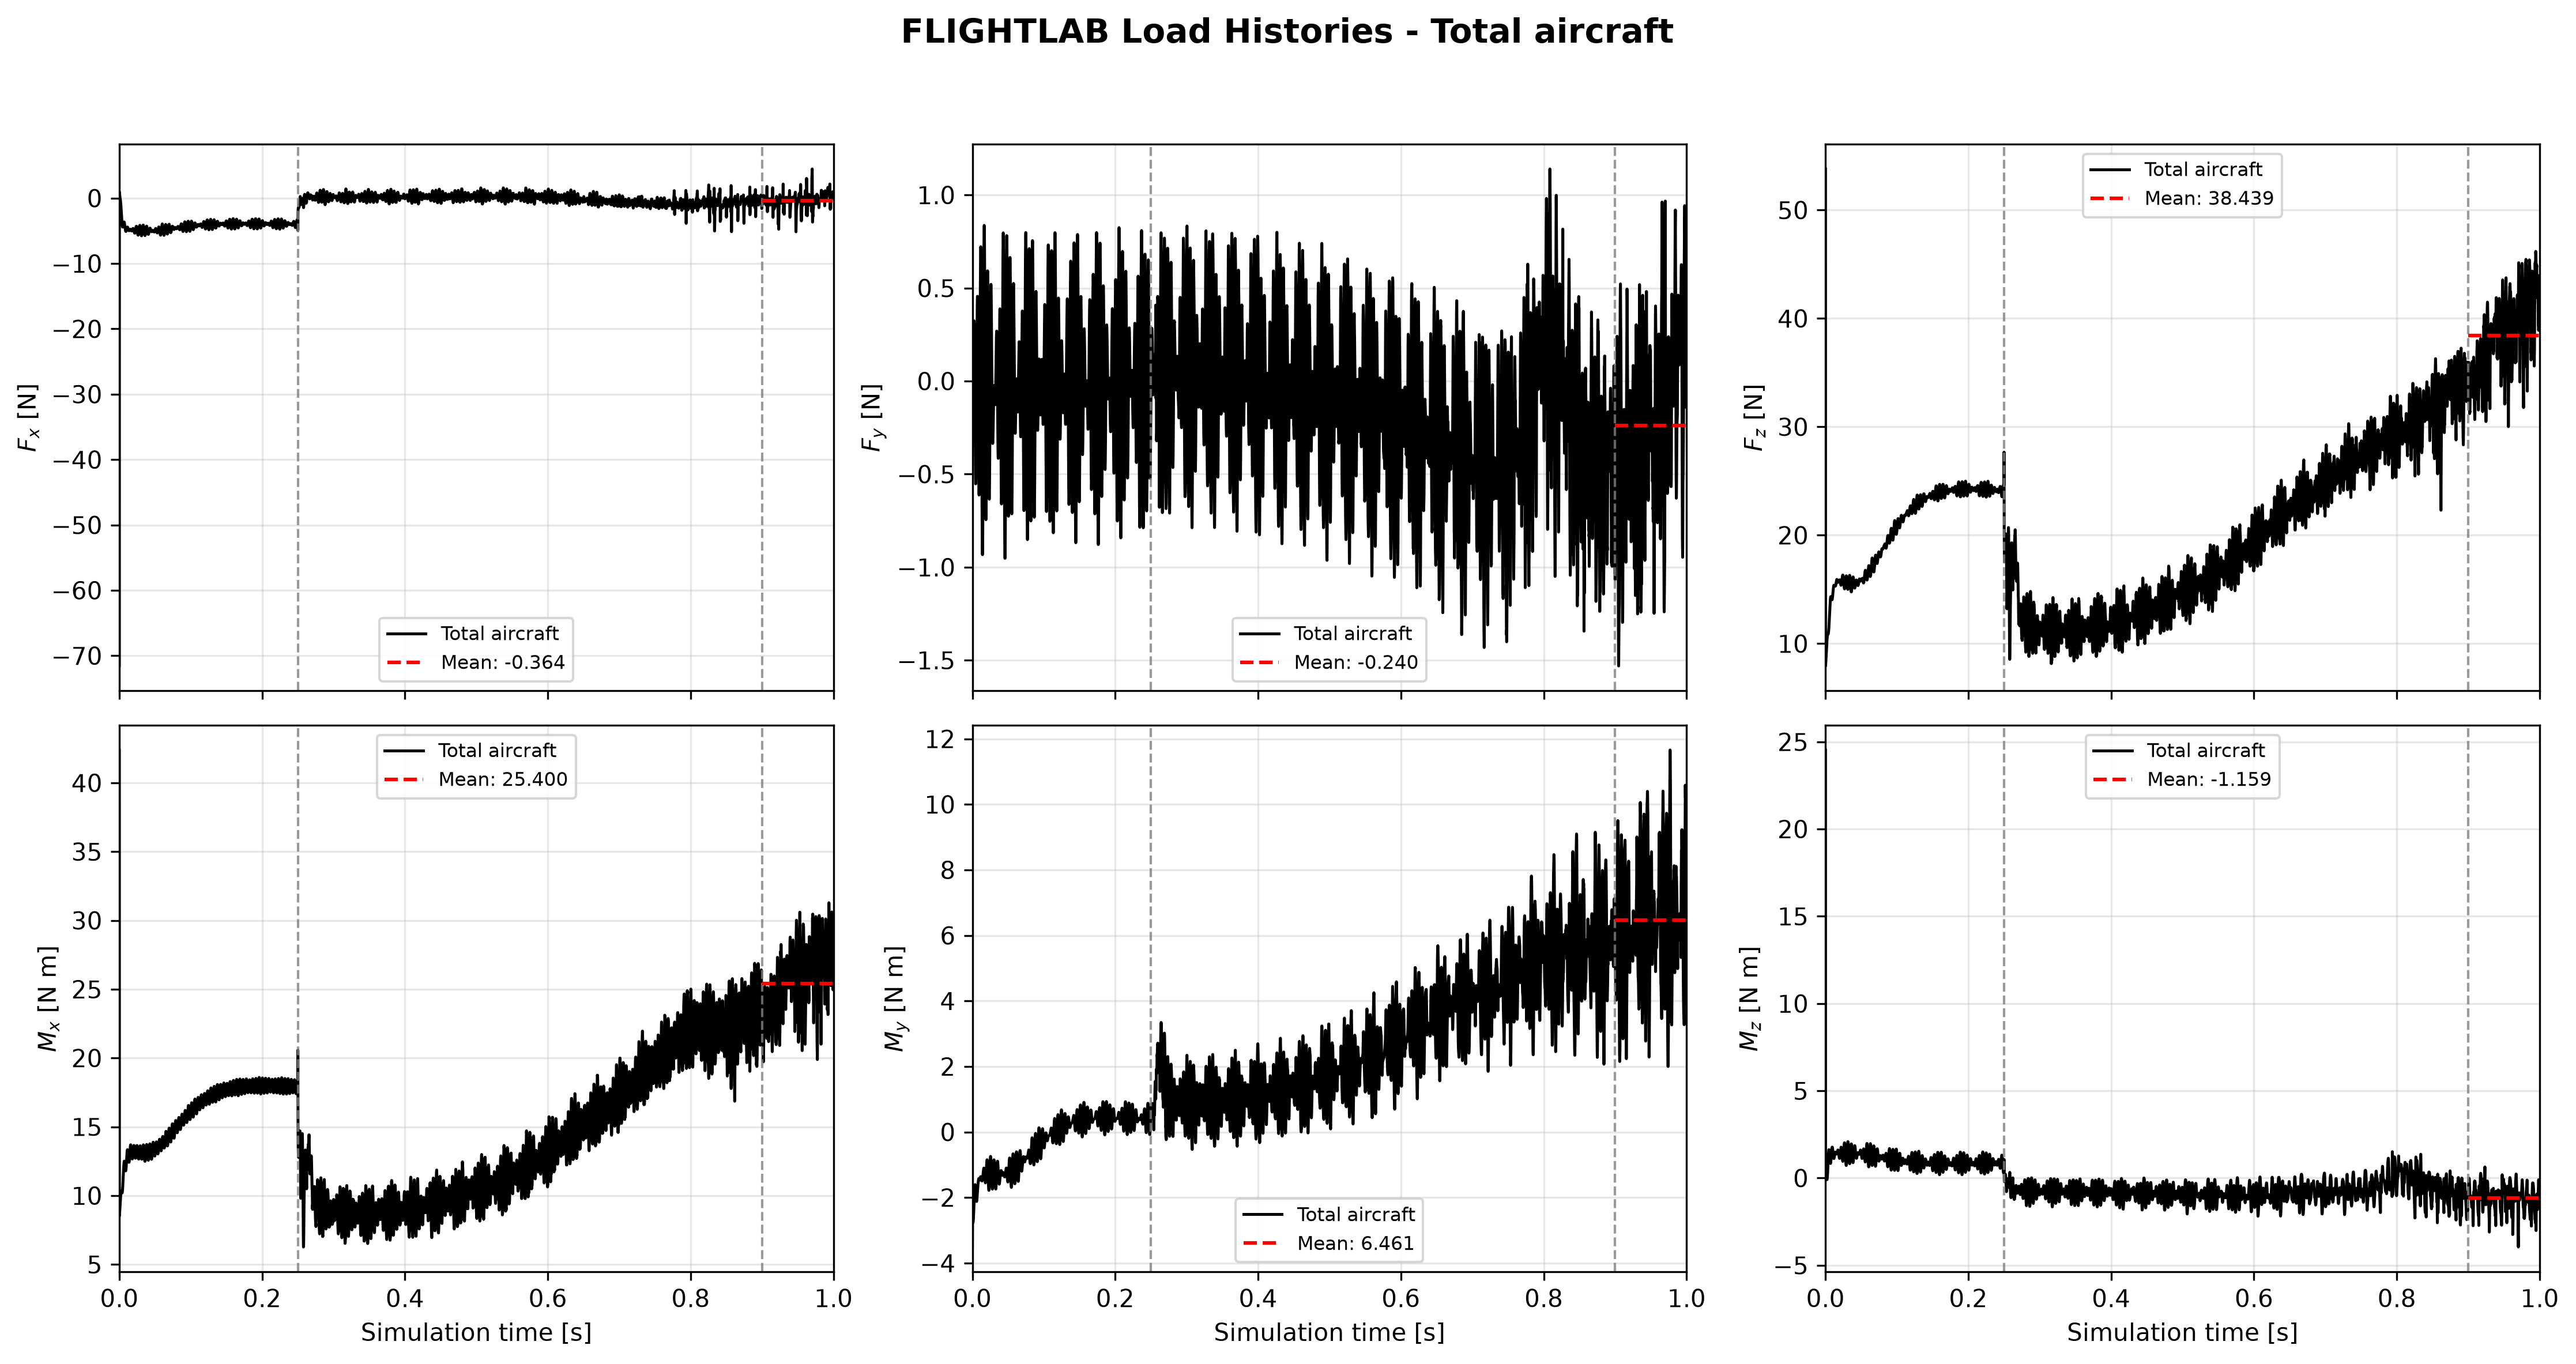 FLIGHTLAB Load Histories - Total aircraft
0
−10
−20
−30
−40
−50
−60
−70
F_x [N]
Total aircraft
Mean: -0.364
1.0
0.5
0.0
−0.5
−1.0
−1.5
F_y [N]
Total aircraft
Mean: -0.240
50
40
30
20
10
F_z [N]
Total aircraft
Mean: 38.439
40
35
30
25
20
15
10
5
M_x [N m]
Total aircraft
Mean: 25.400
0.0 0.2 0.4 0.6 0.8 1.0
Simulation time [s]
12
10
8
6
4
2
0
−2
−4
M_y [N m]
Total aircraft
Mean: 6.461
0.0 0.2 0.4 0.6 0.8 1.0
Simulation time [s]
25
20
15
10
5
0
−5
M_z [N m]
Total aircraft
Mean: -1.159
0.0 0.2 0.4 0.6 0.8 1.0
Simulation time [s]